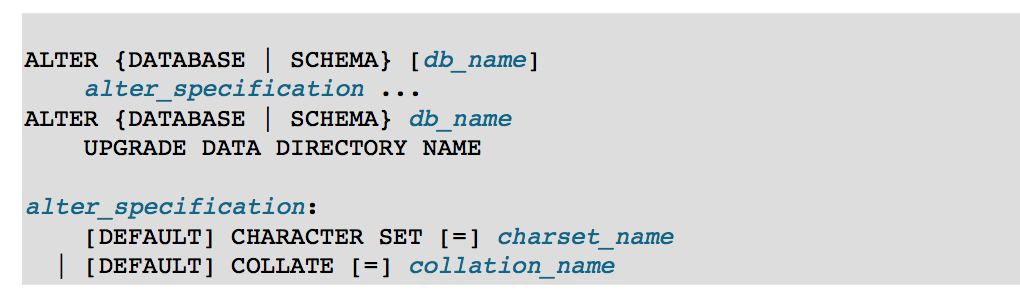 ALTER {DATABASE | SCHEMA} [db_name]
    alter_specification ...
ALTER {DATABASE | SCHEMA} db_name
    UPGRADE DATA DIRECTORY NAME

alter_specification:
    [DEFAULT] CHARACTER SET [=] charset_name
  | [DEFAULT] COLLATE [=] collation_name